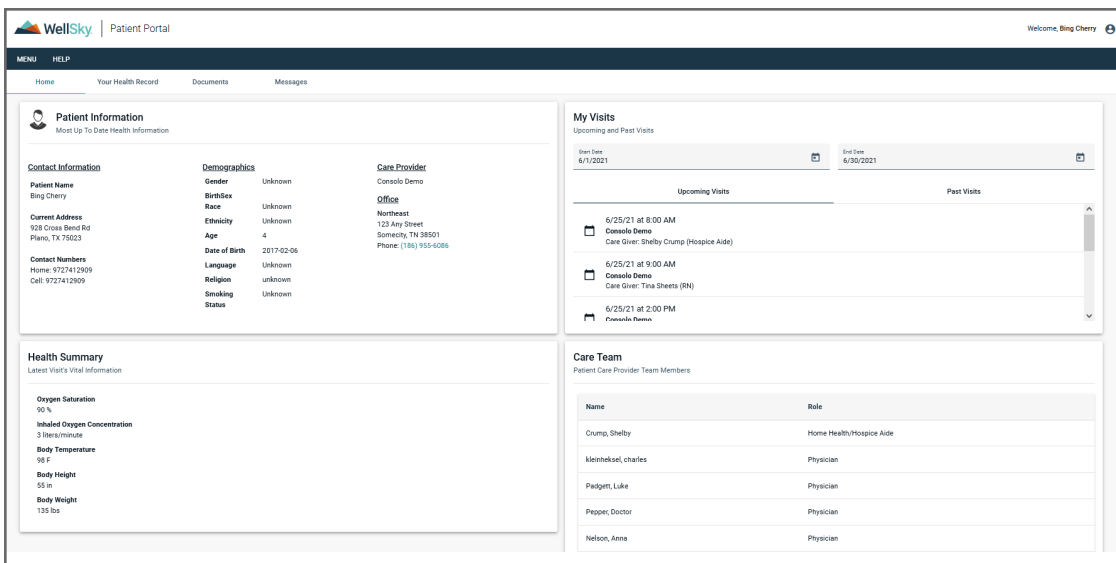 WellSky. Patient Portal
Welcome, Bing Cherry
MENU HELP
Home Your Health Record Documents Messages
Patient Information
Most Up To Date Health Information
Contact Information
Patient Name
Bing Cherry
Current Address
928 Cross Bend Rd
Plano, TX 75023
Contact Numbers
Home: 9727412909
Cell: 9727412909
Demographics
Gender Unknown
BirthSex
Race Unknown
Ethnicity Unknown
Age 4
Date of Birth 2017-02-06
Language Unknown
Religion unknown
Smoking Unknown
Status
Care Provider
Consolo Demo
Office
Northeast
123 Any Street
Somecity, TN 38501
Phone: (186) 955-6086
My Visits
Upcoming and Past Visits
Start Date
6/1/2021
End Date
6/30/2021
Upcoming Visits Past Visits
6/25/21 at 8:00 AM
Consolo Demo
Care Giver: Shelby Crump (Hospice Aide)
6/25/21 at 9:00 AM
Consolo Demo
Care Giver: Tina Sheets (RN)
6/25/21 at 2:00 PM
Consolo Demo
Health Summary
Latest Visit's Vital Information
Oxygen Saturation
90 %
Inhaled Oxygen Concentration
3 liters/minute
Body Temperature
98 F
Body Height
55 in
Body Weight
135 lbs
Care Team
Patient Care Provider Team Members
Name Role
Crump, Shelby Home Health/Hospice Aide
kleinheksel, charles Physician
Padgett, Luke Physician
Pepper, Doctor Physician
Nelson, Anna Physician